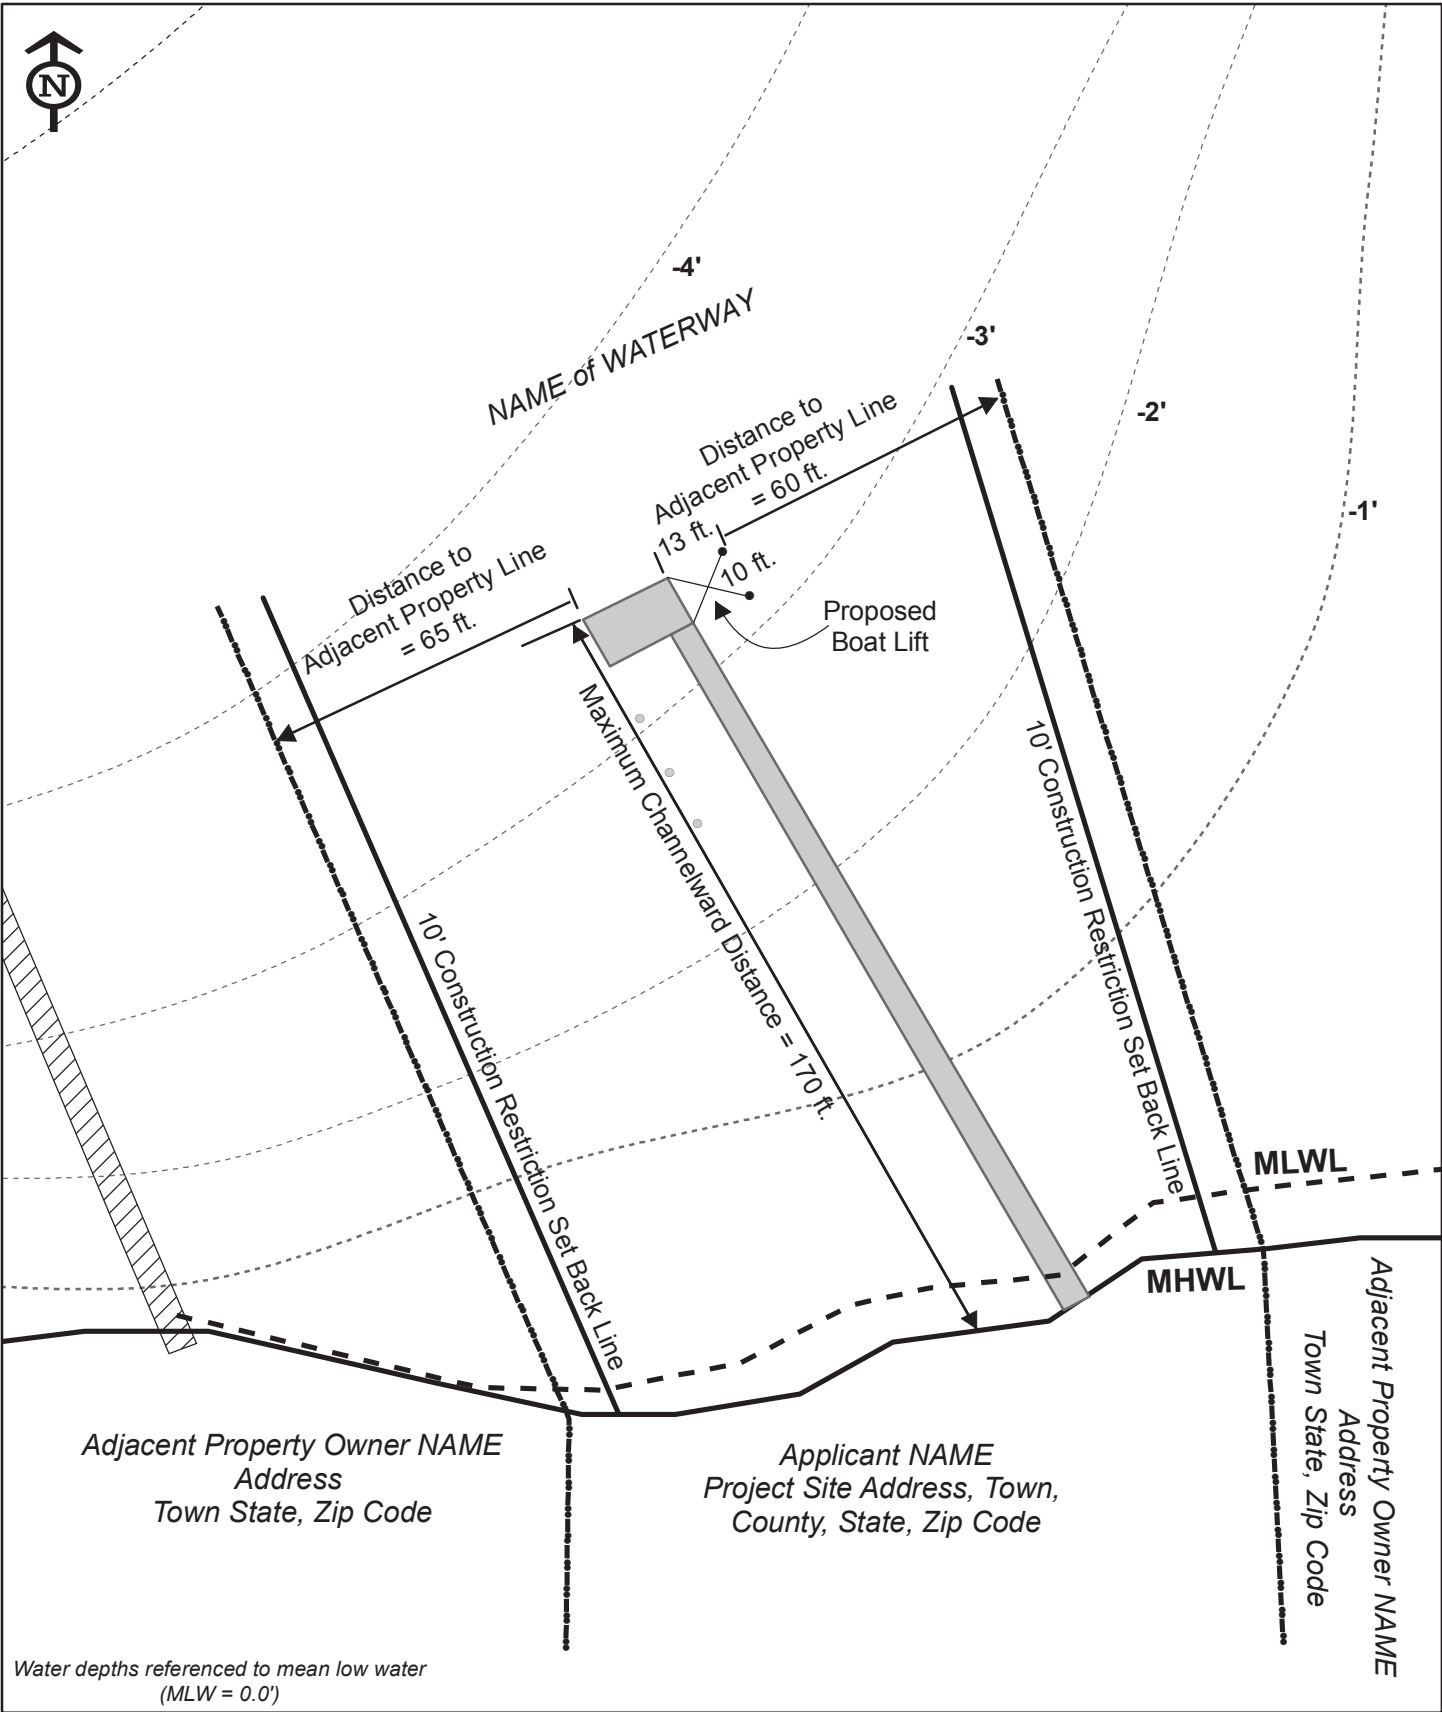 N
-4'
NAME of WATERWAY
-3'
-2'
-1'
Distance to
Adjacent Property Line
= 60 ft.
13 ft.
10 ft.
Distance to
Adjacent Property Line
= 65 ft.
Proposed
Boat Lift
Maximum Channelward Distance = 170 ft.
10' Construction Restriction Set Back Line
10' Construction Restriction Set Back Line
MLWL
MHWL
Adjacent Property Owner NAME
Address
Town State, Zip Code
Applicant NAME
Project Site Address, Town,
County, State, Zip Code
Adjacent Property Owner NAME
Address
Town State, Zip Code
Water depths referenced to mean low water
(MLW = 0.0')